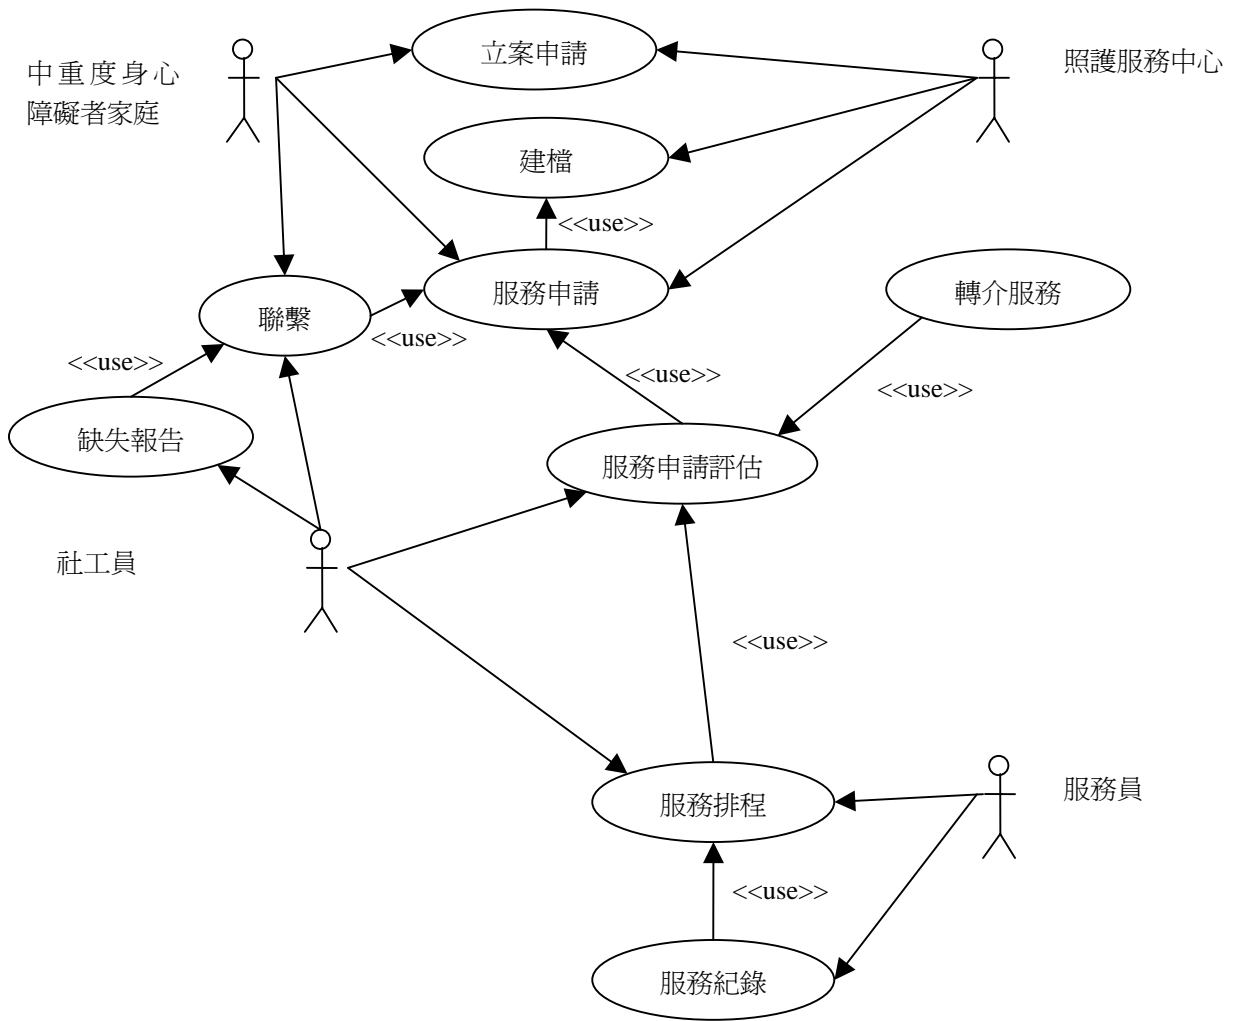 立案申請
照護服務中心
中重度身心
障礙者家庭
建檔
<<use>>
服務申請
轉介服務
聯繫
<<use>>
<<use>>
<<use>>
<<use>>
缺失報告
服務申請評估
社工員
<<use>>
服務員
服務排程
<<use>>
服務紀錄